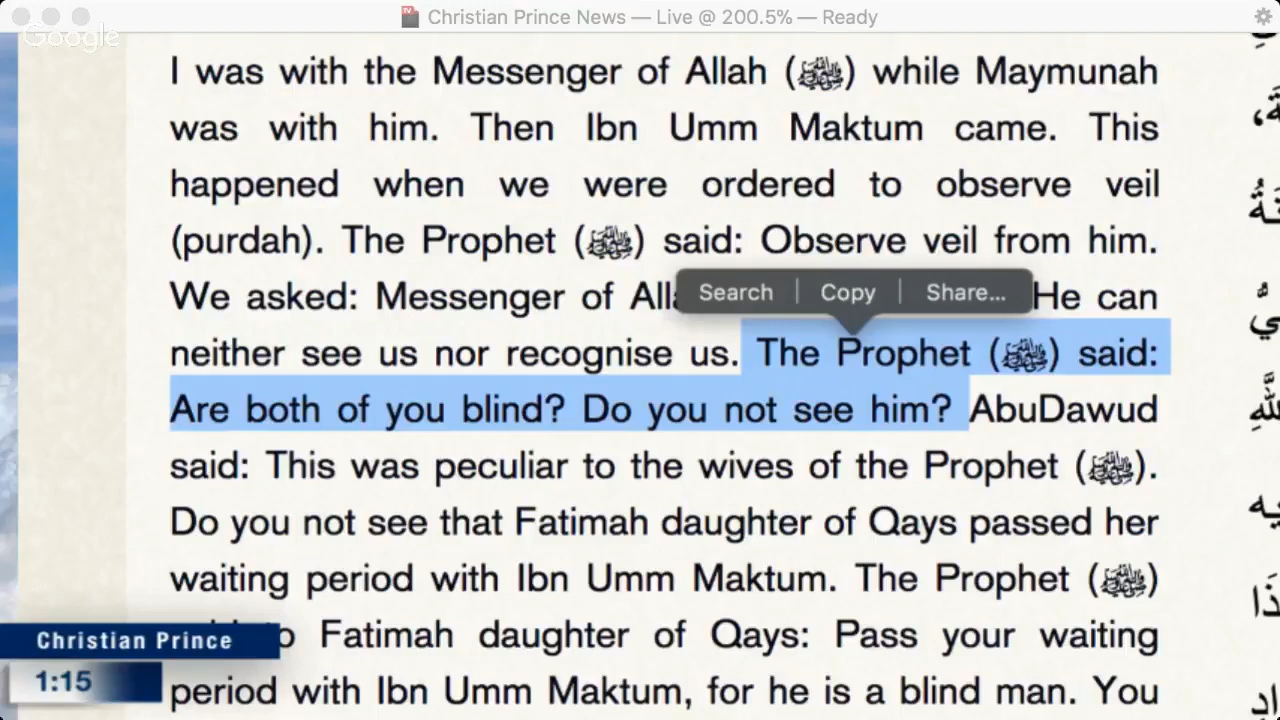 Christian Prince News — Live @ 200.5% — Ready
Google
I was with the Messenger of Allah (ﷺ) while Maymunah
was with him. Then Ibn Umm Maktum came. This
happened when we were ordered to observe veil
(purdah). The Prophet (ﷺ) said: Observe veil from him.
We asked: Messenger of All He can
Search Copy Share...
neither see us nor recognise us. The Prophet (ﷺ) said:
Are both of you blind? Do you not see him? AbuDawud
said: This was peculiar to the wives of the Prophet (ﷺ).
Do you not see that Fatimah daughter of Qays passed her
waiting period with Ibn Umm Maktum. The Prophet (ﷺ)
Fatimah daughter of Qays: Pass your waiting
period with Ibn Umm Maktum, for he is a blind man. You
Christian Prince
1:15